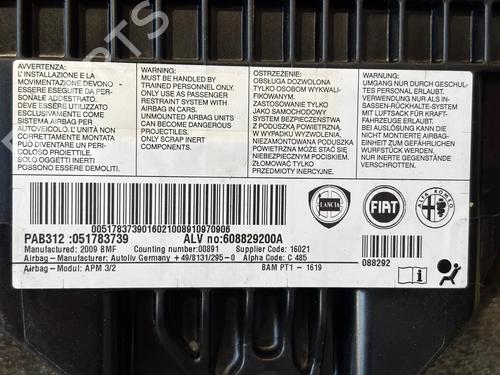 AVVERTENZA:
L'INSTALLAZIONE E LA
MOVIMENTAZIONE DEVONO
ESSERE ESEGUITA DA PER-
SONALE ADDESTRATO.
DEVE ESSERE UTILIZZATO
ESCLUSIVAMENTE COME
SISTEMA AIRBAG PER
AUTOVEICOLO. L' UNITÀ NON
CORRETTAMENTE MONTATA
PUÒ DIVENTARE UN PERI-
COLOSO PROIETTILE.
SOLO OGGETTI INERTI
POSSONO ESSERE DEMOLITI.
WARNING:
MUST BE HANDLED BY
TRAINED PERSONNEL ONLY.
ONLY USE AS PASSENGER
RESTRAINT SYSTEM WITH
AIRBAG IN CARS.
UNMOUNTED AIRBAG UNITS
CAN BECOME DANGEROUS
PROJECTILES.
ONLY SCRAP INERT
COMPONENTS.
OSTRZEŻENIE:
OBSŁUGA DOZWOLONA
TYLKO OSOBOM WYKWALI-
FIKOWANYM.
ZASTOSOWANIE TYLKO
JAKO SAMOCHODOWY
SYSTEM BEZPIECZEŃSTWA
Z PODUSZKĄ POWIETRZNĄ.
W WYPADKU WYZWOLENIA,
NIEZAMONTOWANA PODUSZKA
POWIETRZNA MOŻE STAĆ SIĘ
NIEBEZPIECZNYM
POCISKIEM.
ZŁOMOWAĆ TYLKO
PRZEDMIOTY INERCYJNE.
WARNUNG:
UMGANG NUR DURCH GESCHUL-
TES PERSONAL ERLAUBT.
VERWENDUNG NUR ALS IN-
SASSEN-RÜCKHALTE-SYSTEM
MIT LUFTSACK FÜR KRAFT-
FAHRZEUGE ERLAUBT.
BEI AUSLÖSUNG KANN DIE
UNMONTIERTE AIRBAG-
EINHEIT ZUM GEFÄHRLICHEN
WURFSTÜCK WERDEN.
NUR INERTE GEGENSTÄNDE
VERSCHROTTEN.
00517837390160210089109 70906
LANCIA
FIAT
ALFA ROMEO
PAB312 :051783739 ALV no:608829200A
Manufactured: 2009 BMF Counting number:00891 Supplier Code: 16021
Airbag - Manufacturer: Autoliv Germany +49/8131/295-0 Alpha Code: C 485
Airbag - Modul: APM 3/2 BAM PT1 - 1619
088292